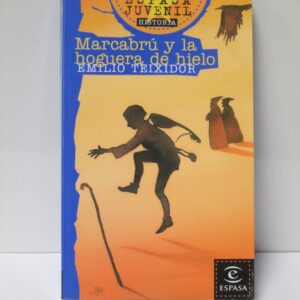 ESPASA
JUVENIL
HISTORIA
Marcabrú y la
hoguera de hielo
EMILIO TEIXIDOR
e
ESPASA